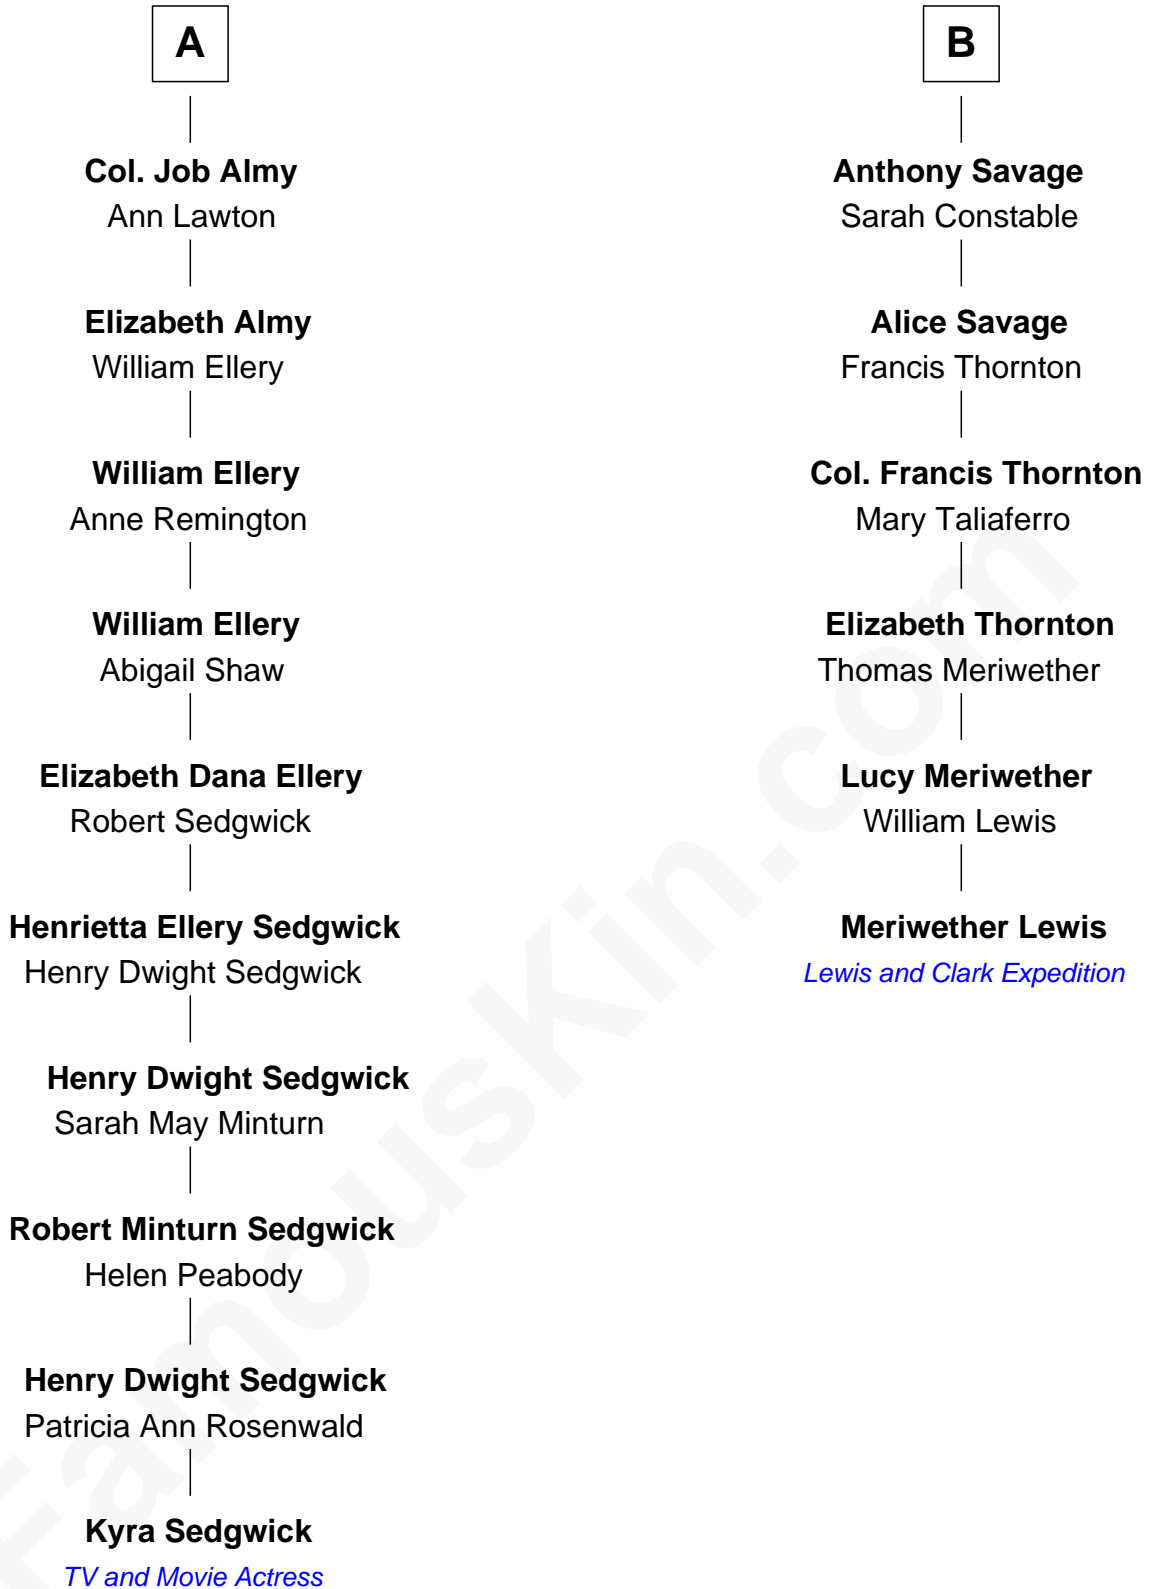 A
Col. Job Almy
Ann Lawton
Elizabeth Almy
William Ellery
William Ellery
Anne Remington
William Ellery
Abigail Shaw
Elizabeth Dana Ellery
Robert Sedgwick
Henrietta Ellery Sedgwick
Henry Dwight Sedgwick
Henry Dwight Sedgwick
Sarah May Minturn
Robert Minturn Sedgwick
Helen Peabody
Henry Dwight Sedgwick
Patricia Ann Rosenwald
Kyra Sedgwick
TV and Movie Actress
B
Anthony Savage
Sarah Constable
Alice Savage
Francis Thornton
Col. Francis Thornton
Mary Taliaferro
Elizabeth Thornton
Thomas Meriwether
Lucy Meriwether
William Lewis
Meriwether Lewis
Lewis and Clark Expedition
FamousKin.com